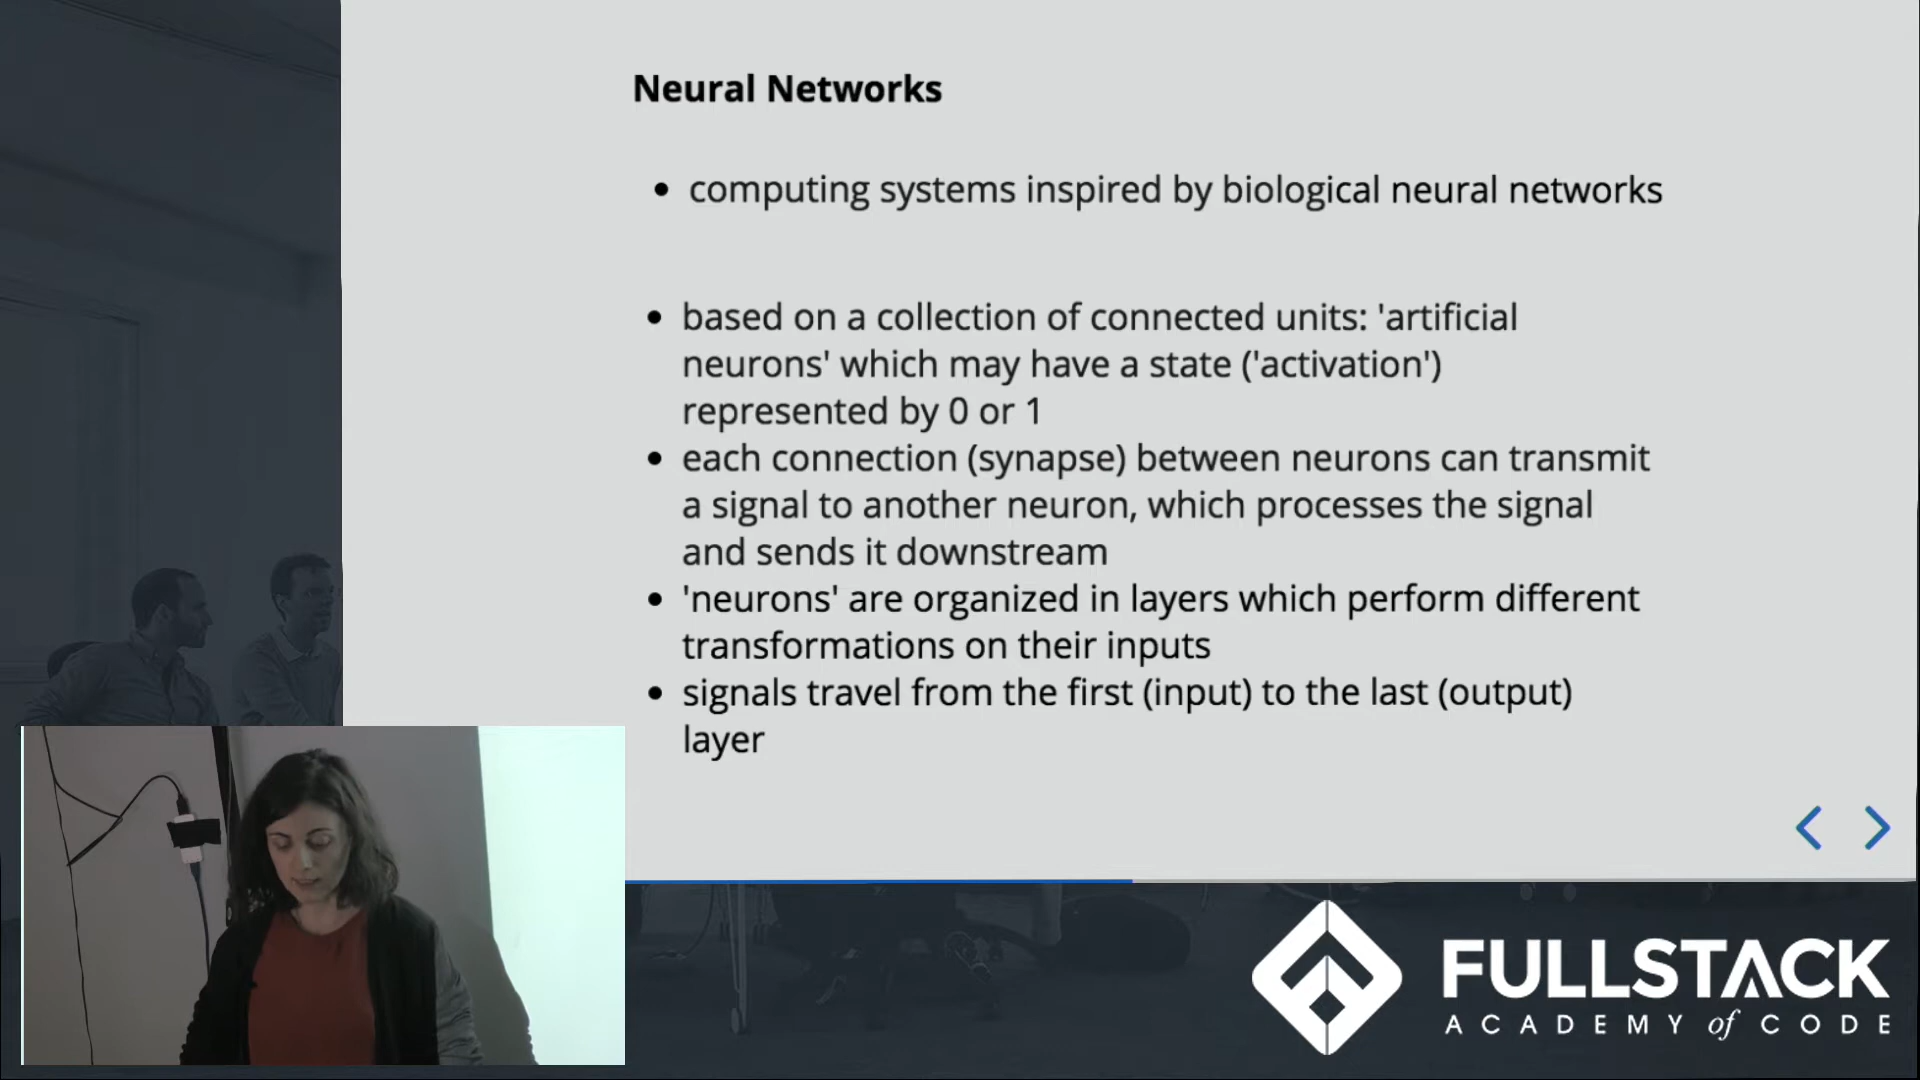 Neural Networks
computing systems inspired by biological neural networks
based on a collection of connected units: 'artificial
neurons' which may have a state ('activation')
represented by 0 or 1
each connection (synapse) between neurons can transmit
a signal to another neuron, which processes the signal
and sends it downstream
'neurons' are organized in layers which perform different
transformations on their inputs
signals travel from the first (input) to the last (output)
layer
FULLSTACK
ACADEMY of CODE